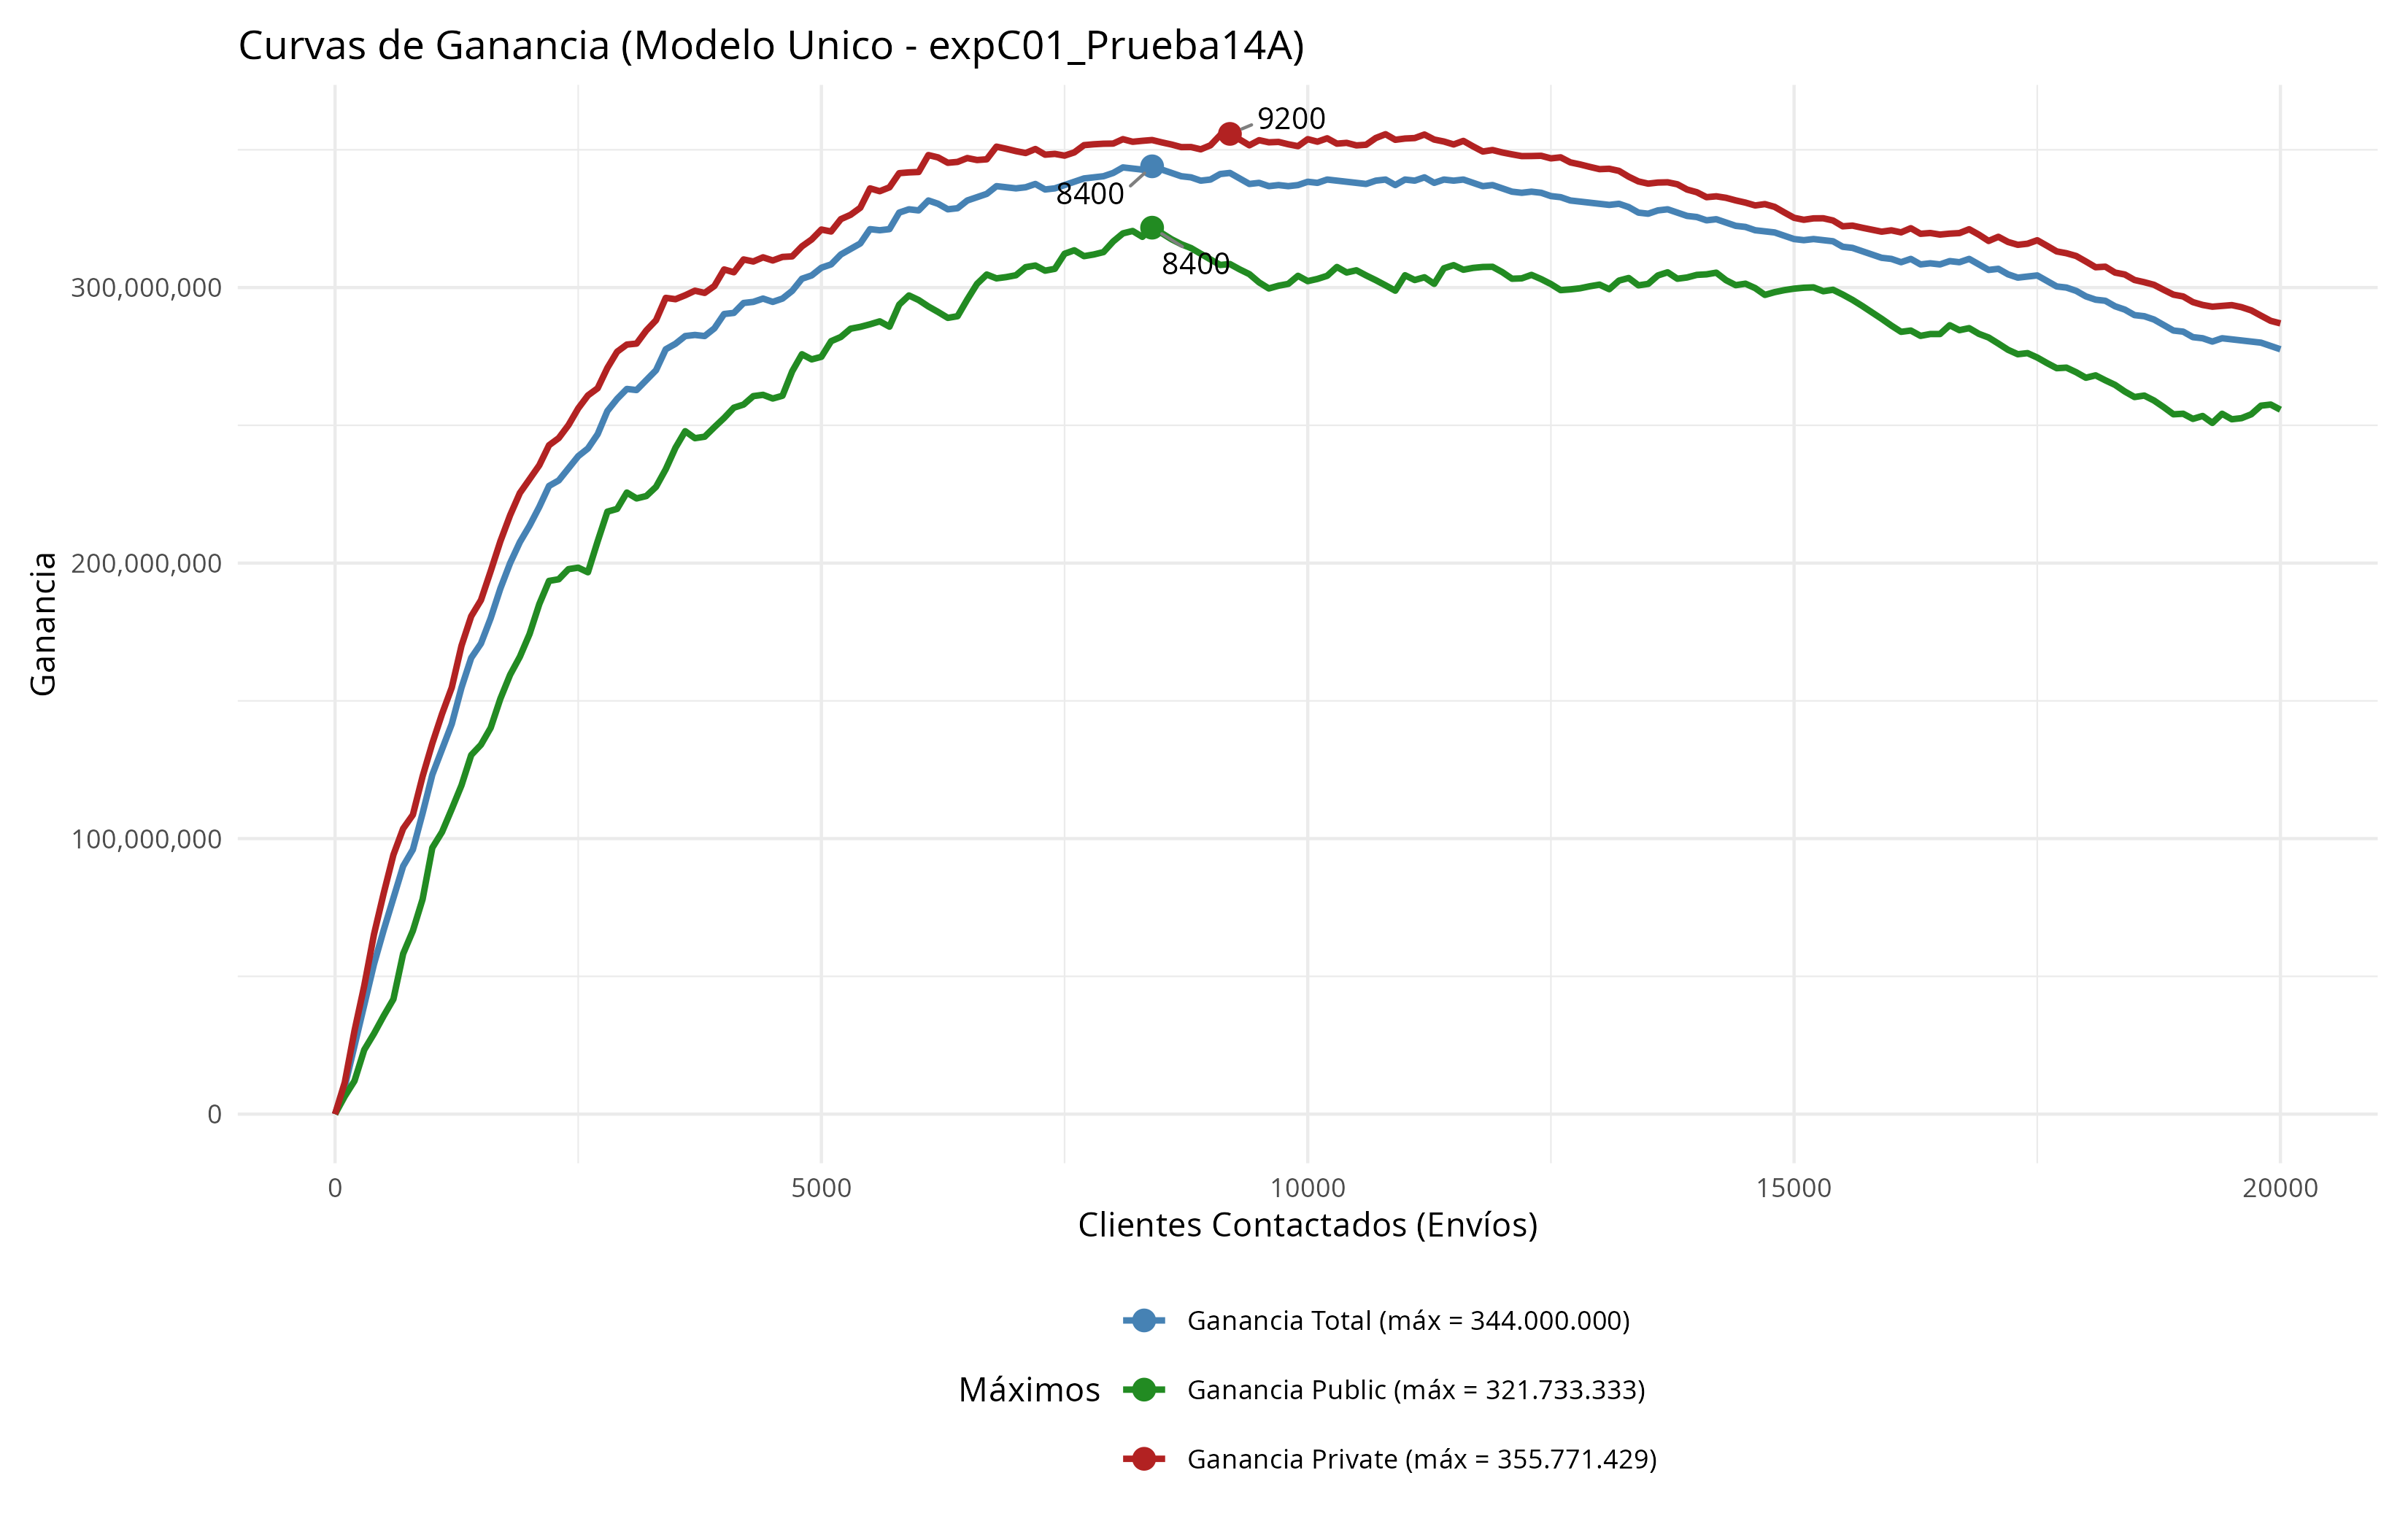 Curvas de Ganancia (Modelo Unico - expC01_Prueba14A)
9200
8400
8400
Ganancia
300,000,000
200,000,000
100,000,000
0
0 5000 10000 15000 20000
Clientes Contactados (Envíos)
Máximos
Ganancia Total (máx = 344.000.000)
Ganancia Public (máx = 321.733.333)
Ganancia Private (máx = 355.771.429)